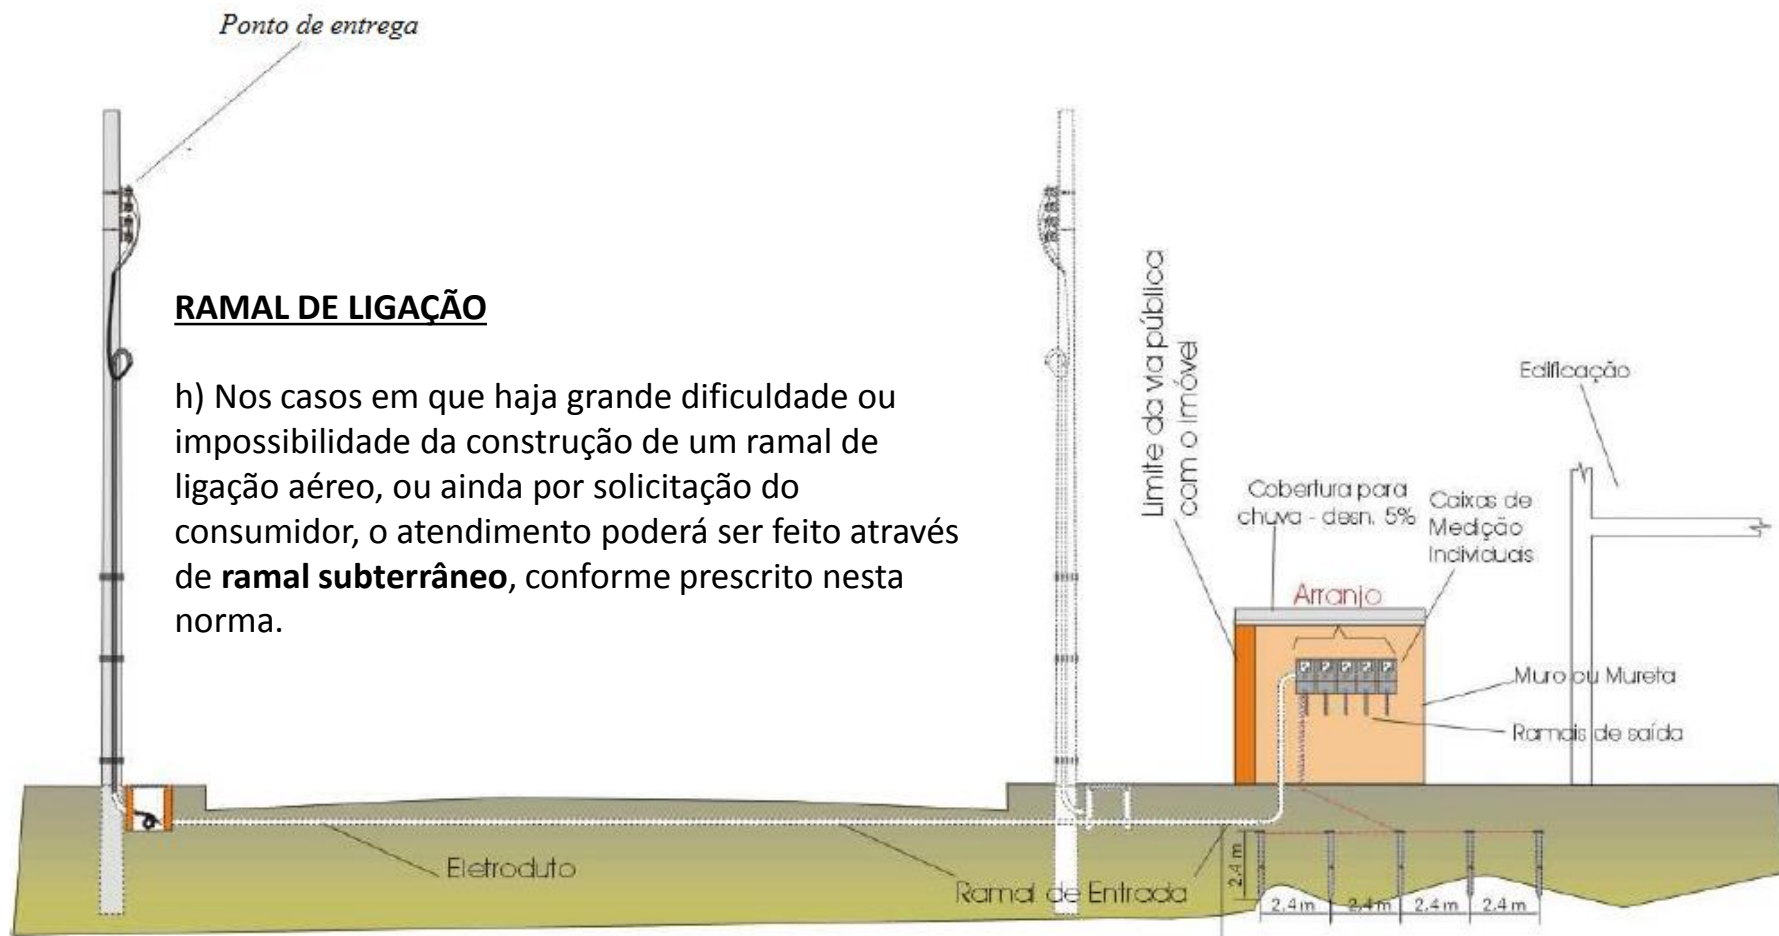 Ponto de entrega
RAMAL DE LIGAÇÃO
h) Nos casos em que haja grande dificuldade ou
impossibilidade da construção de um ramal de
ligação aéreo, ou ainda por solicitação do
consumidor, o atendimento poderá ser feito através
de ramal subterrâneo, conforme prescrito nesta
norma.
Limite da via pública
com o imóvel
Edificação
Cobertura para
chuva - desn. 5%
Caixas de
Medição
Individuais
Arranjo
Muro ou Mureta
Ramais de saída
Eletroduto
Ramal de Entrada
2,4 m
2,4 m
2,4 m
2,4 m
2,4 m